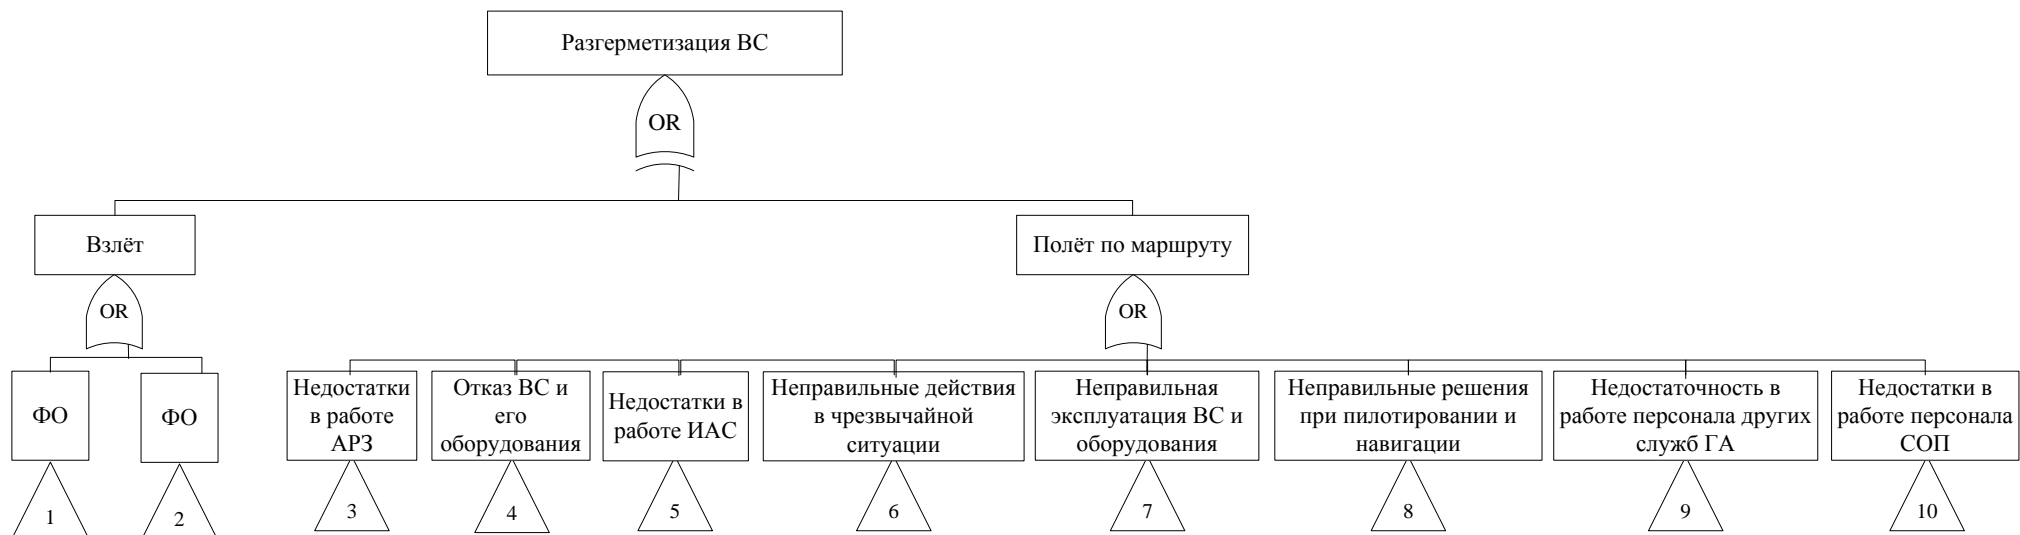 Разгерметизация ВС
OR
Взлёт
Полёт по маршруту
OR
OR
ФО
ФО
Недостатки
в работе
АРЗ
Отказ ВС и
его
оборудования
Недостатки в
работе ИАС
Неправильные действия
в чрезвычайной
ситуации
Неправильная
эксплуатация ВС и
оборудования
Неправильные решения
при пилотировании и
навигации
Недостаточность в
работе персонала других
служб ГА
Недостатки в
работе персонала
СОП
1
2
3
4
5
6
7
8
9
10